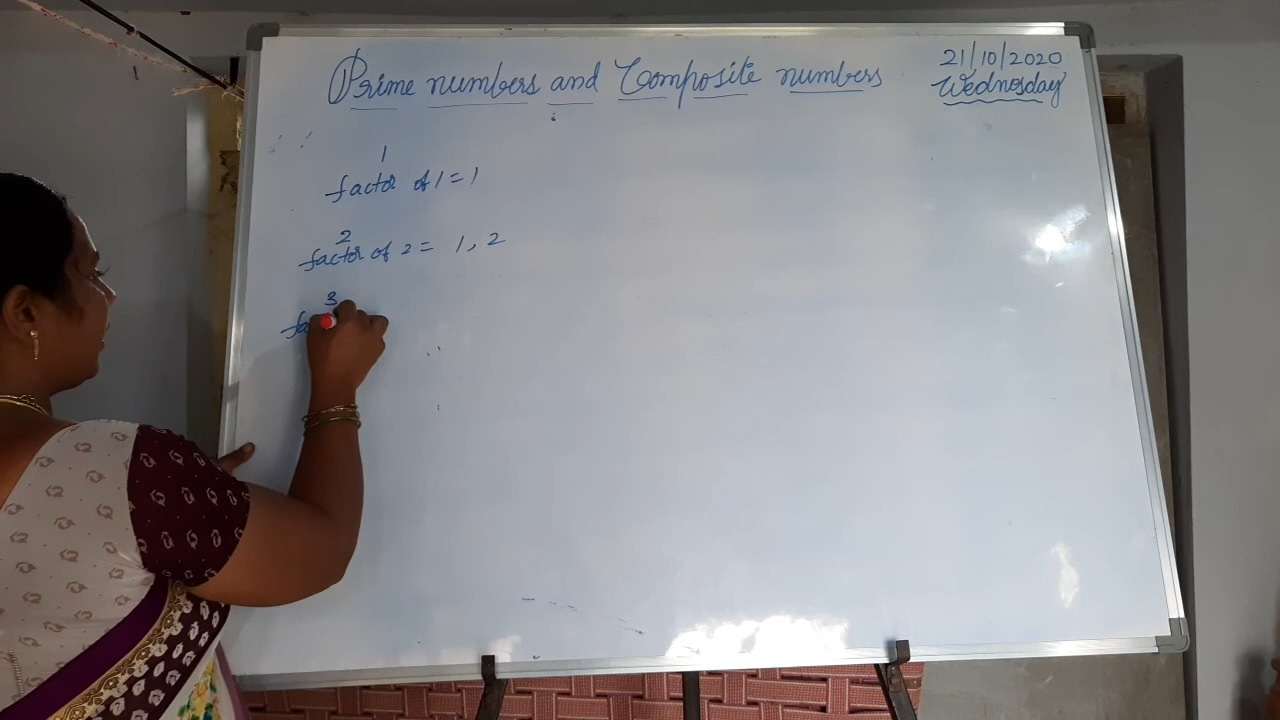 Prime numbers and Composite numbers
21/10/2020
Wednesday
1
factor of 1 = 1
2
factor of 2 = 1, 2
3
fa